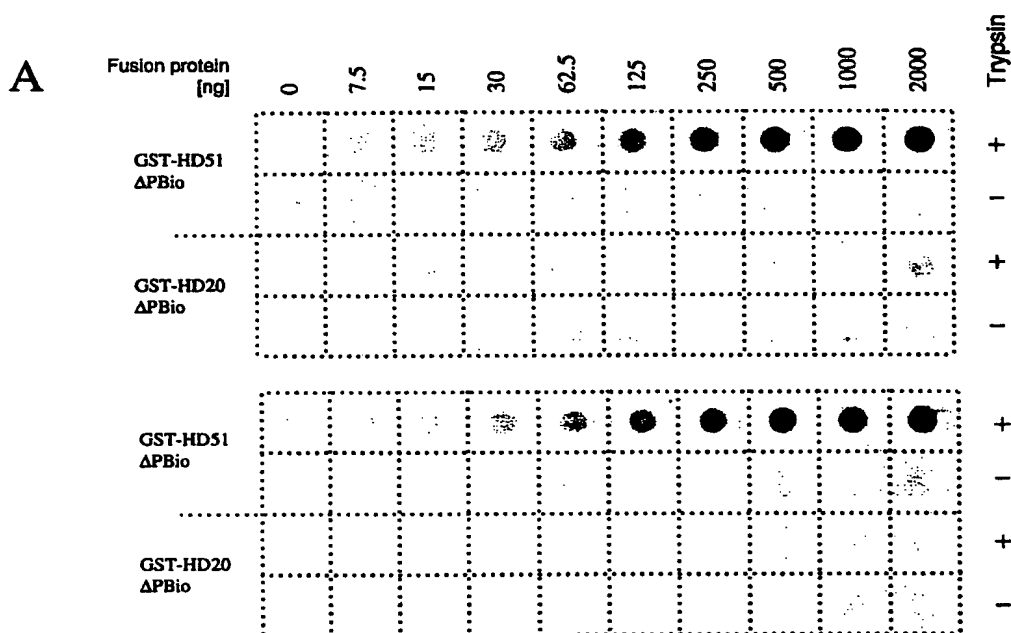 A
Fusion protein
[ng]
0 7.5 15 30 62.5 125 250 500 1000 2000
Trypsin
GST-HD51
ΔPBio
+
−
GST-HD20
ΔPBio
+
−
GST-HD51
ΔPBio
+
−
GST-HD20
ΔPBio
+
−